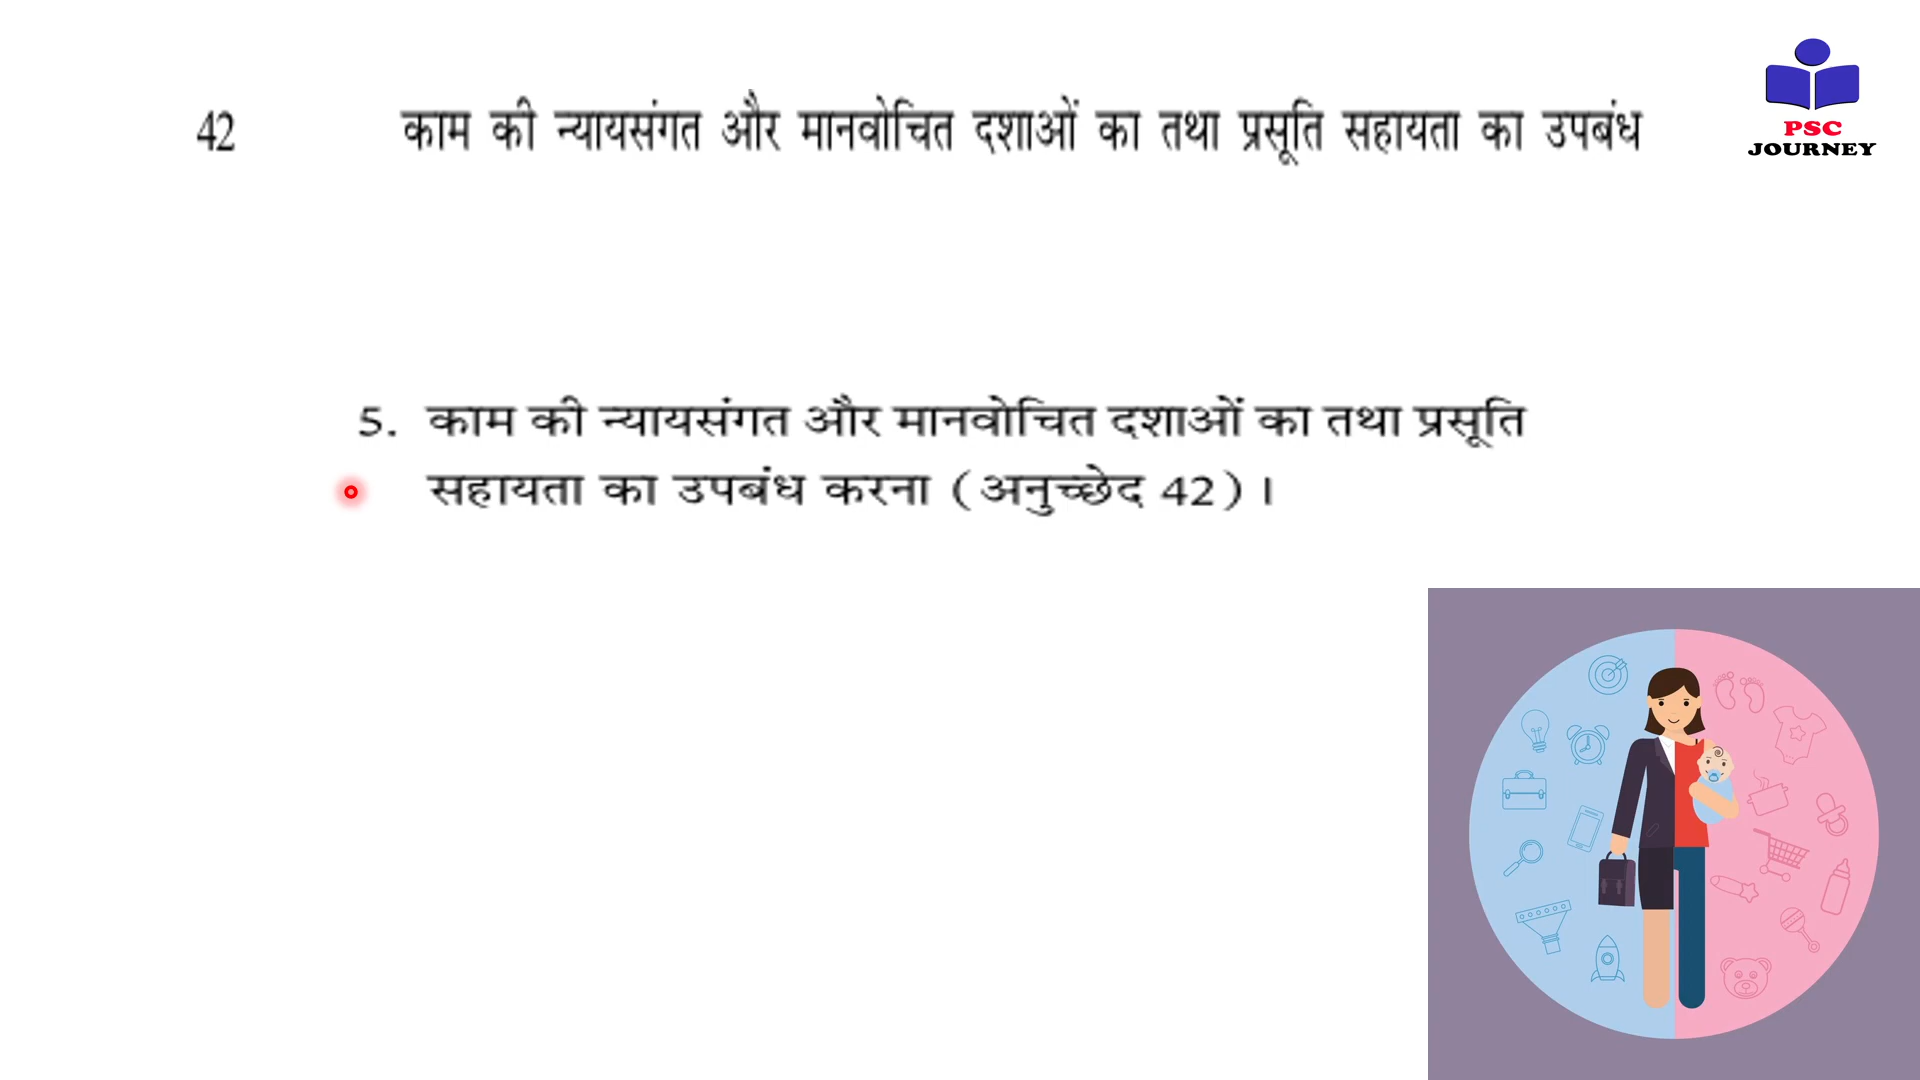 42 काम की न्यायसंगत और मानवोचित दशाओं का तथा प्रसूति सहायता का उपबंध
PSC
JOURNEY
5. काम की न्यायसंगत और मानवोचित दशाओं का तथा प्रसूति
सहायता का उपबंध करना (अनुच्छेद 42)।